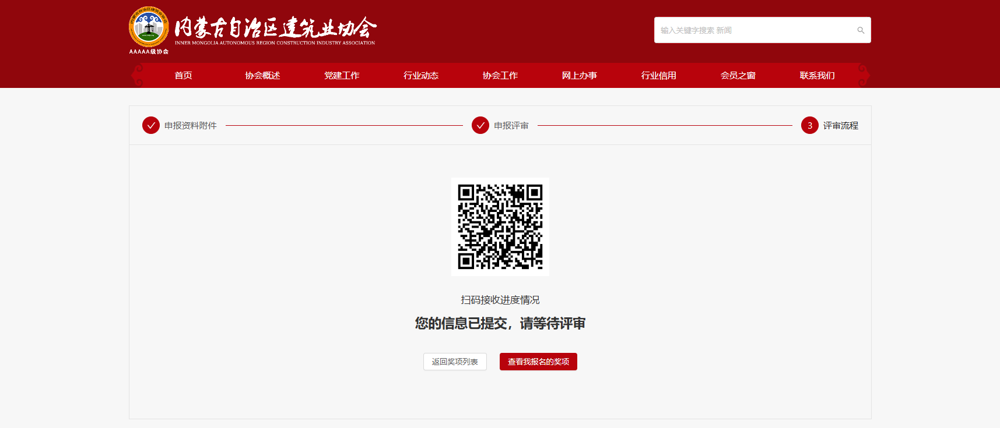 内蒙古自治区建筑业协会
INNER MONGOLIA AUTONOMOUS REGION CONSTRUCTION INDUSTRY ASSOCIATION
AAAAA级协会
输入关键字搜索 新闻
首页 协会概述 党建工作 行业动态 协会工作 网上办事 行业信用 会员之窗 联系我们
申报资料附件 申报评审 3 评审流程
扫码接收进度情况
您的信息已提交，请等待评审
返回奖项列表 查看我报名的奖项